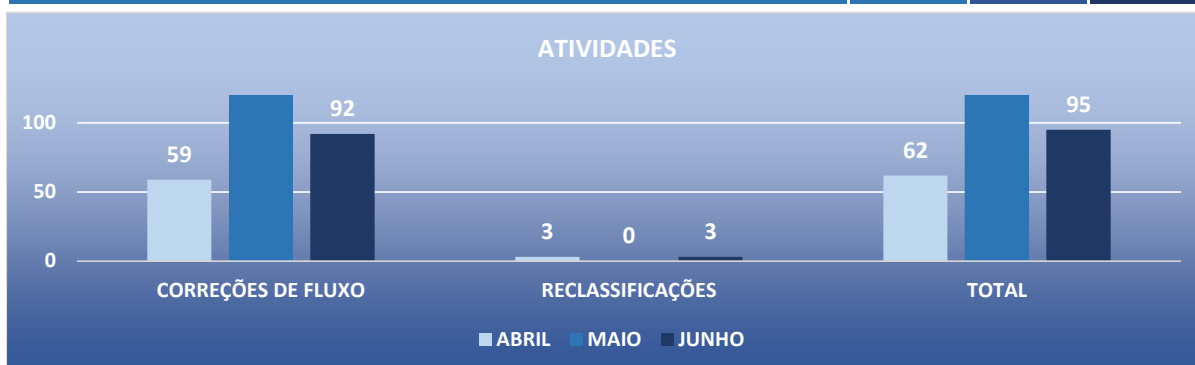 ATIVIDADES
100
50
0
59
92
3
0
3
62
95
CORREÇÕES DE FLUXO
RECLASSIFICAÇÕES
TOTAL
ABRIL MAIO JUNHO